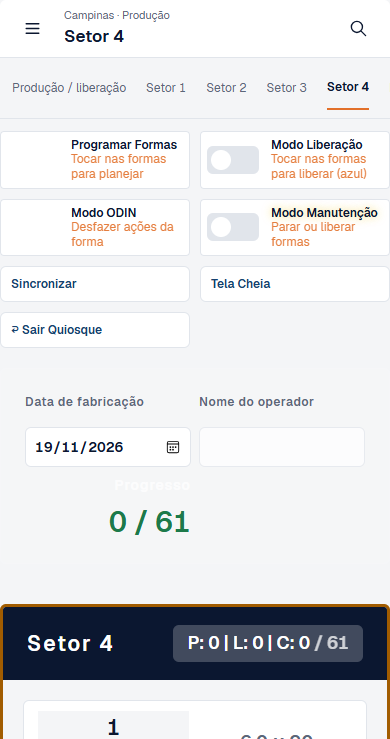 Campinas · Produção
Setor 4
Produção / liberação Setor 1 Setor 2 Setor 3 Setor 4
Programar Formas
Tocar nas formas
para planejar
Modo Liberação
Tocar nas formas
para liberar (azul)
Modo ODIN
Desfazer ações da
forma
Modo Manutenção
Parar ou liberar
formas
Sincronizar
Tela Cheia
Sair Quiosque
Data de fabricação
Nome do operador
19/11/2026
Progresso
0 / 61
Setor 4
P: 0 | L: 0 | C: 0 / 61
1